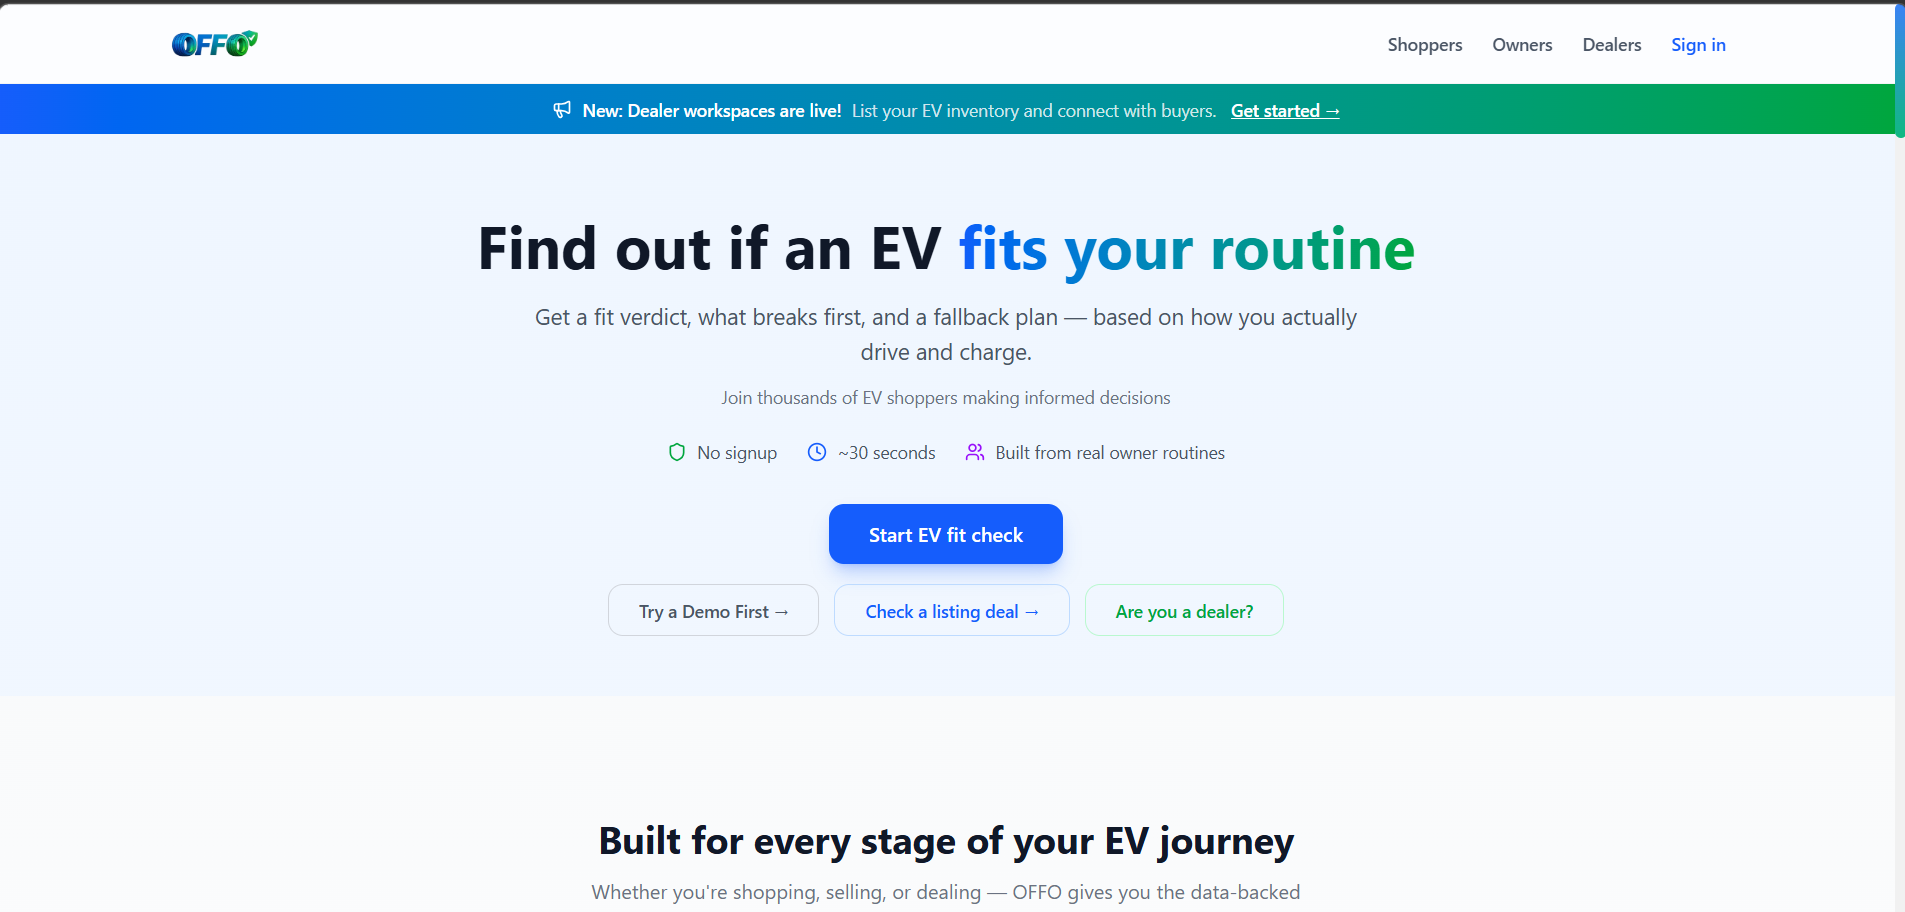 OFFO
Shoppers Owners Dealers Sign in
New: Dealer workspaces are live! List your EV inventory and connect with buyers. Get started →
Find out if an EV fits your routine
Get a fit verdict, what breaks first, and a fallback plan — based on how you actually
drive and charge.
Join thousands of EV shoppers making informed decisions
No signup ~30 seconds Built from real owner routines
Start EV fit check
Try a Demo First → Check a listing deal → Are you a dealer?
Built for every stage of your EV journey
Whether you're shopping, selling, or dealing — OFFO gives you the data-backed